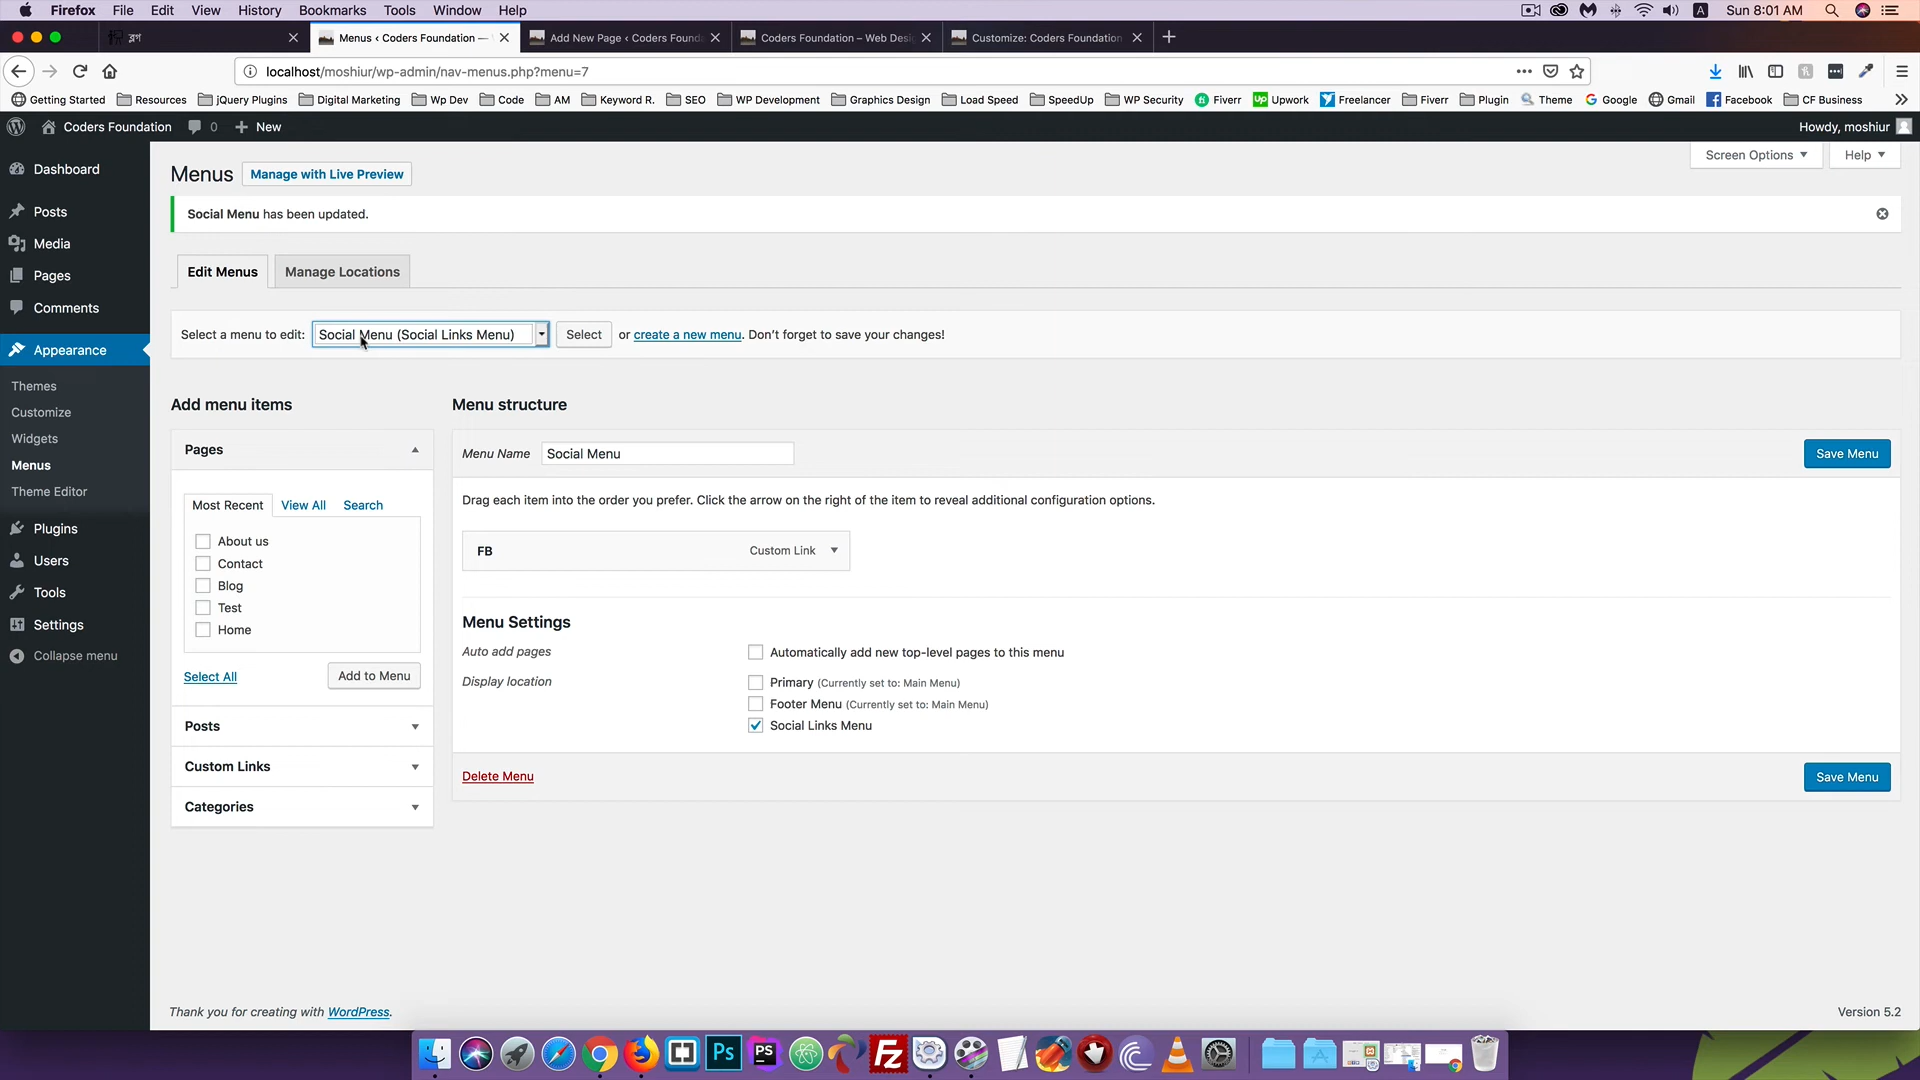 Firefox File Edit View History Bookmarks Tools Window Help Sun 8:01 AM
ব্লগ Menus ‹ Coders Foundation — Add New Page ‹ Coders Found Coders Foundation – Web Desi Customize: Coders Foundation
localhost/moshiur/wp-admin/nav-menus.php?menu=7
Getting Started Resources jQuery Plugins Digital Marketing Wp Dev Code AM Keyword R. SEO WP Development Graphics Design Load Speed SpeedUp WP Security Fiverr Upwork Freelancer Fiverr Plugin Theme Google Gmail Facebook CF Business
Coders Foundation 0 New Howdy, moshiur
Screen Options Help
Dashboard
Posts
Media
Pages
Comments
Appearance
Themes
Customize
Widgets
Menus
Theme Editor
Plugins
Users
Tools
Settings
Collapse menu
Menus Manage with Live Preview
Social Menu has been updated.
Edit Menus Manage Locations
Select a menu to edit: Social Menu (Social Links Menu) Select or create a new menu. Don’t forget to save your changes!
Add menu items
Pages
Most Recent View All Search
About us
Contact
Blog
Test
Home
Select All Add to Menu
Posts
Custom Links
Categories
Menu structure
Menu Name Social Menu Save Menu
Drag each item into the order you prefer. Click the arrow on the right of the item to reveal additional configuration options.
FB Custom Link
Menu Settings
Auto add pages Automatically add new top-level pages to this menu
Display location Primary (Currently set to: Main Menu)
Footer Menu (Currently set to: Main Menu)
Social Links Menu
Delete Menu Save Menu
Thank you for creating with WordPress. Version 5.2
Ps PS FZ